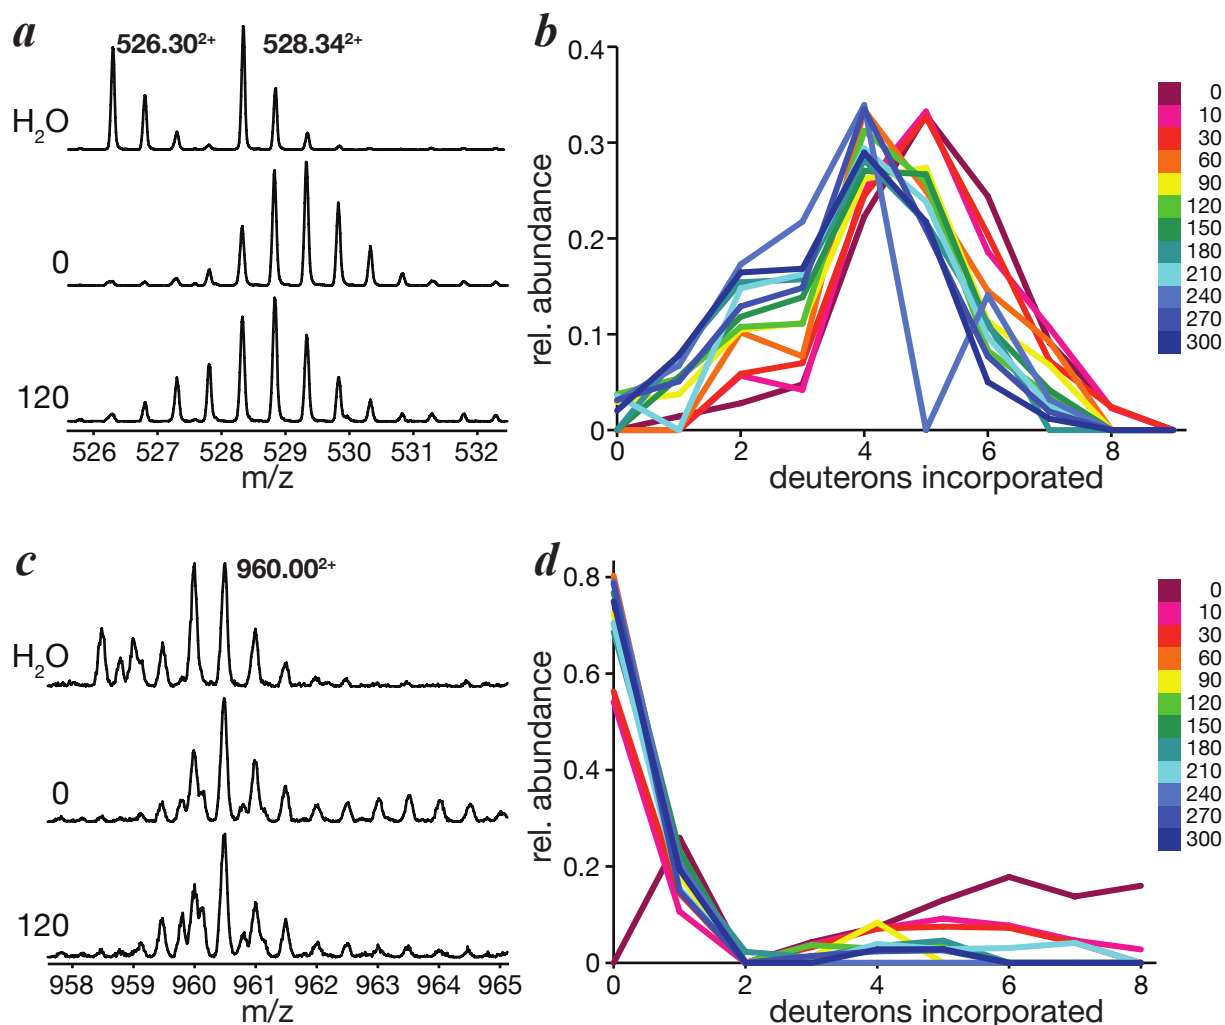 a
526.30²⁺ 528.34²⁺
H₂O
0
120
526 527 528 529 530 531 532
m/z
b
0.4
0.3
0.2
0.1
0
rel. abundance
0 2 4 6 8
deuterons incorporated
0
10
30
60
90
120
150
180
210
240
270
300
c
960.00²⁺
H₂O
0
120
958 959 960 961 962 963 964 965
m/z
d
0.8
0.6
0.4
0.2
0
rel. abundance
0 2 4 6 8
deuterons incorporated
0
10
30
60
90
120
150
180
210
240
270
300